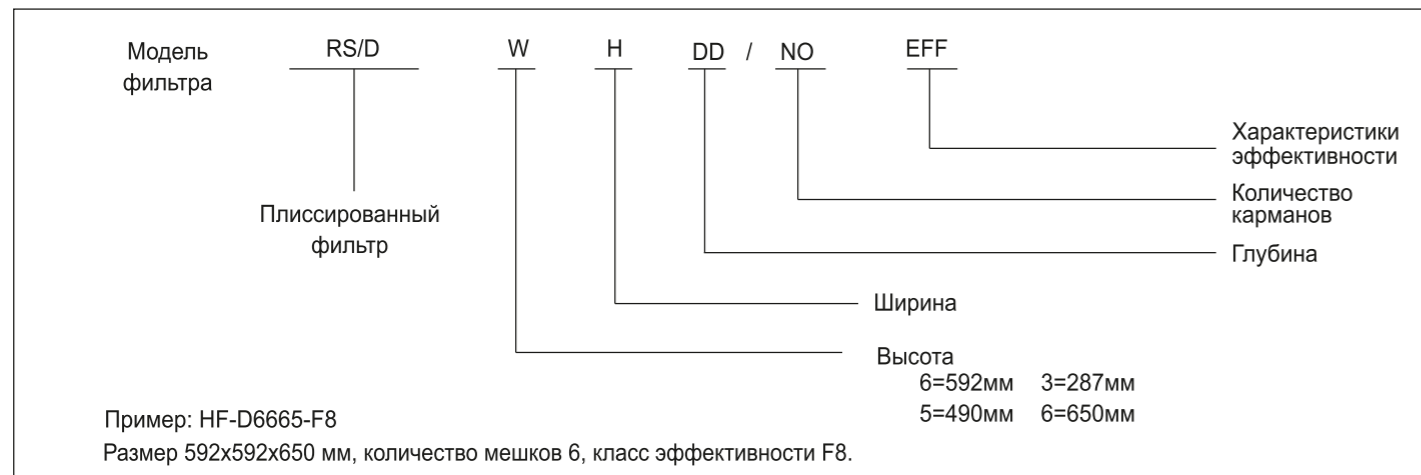 Модель фильтра
RS/D W H DD / NO EFF
Характеристики
эффективности
Количество
карманов
Плиссированный
фильтр
Глубина
Ширина
Высота
6=592мм 3=287мм
5=490мм 6=650мм
Пример: HF-D6665-F8
Размер 592х592х650 мм, количество мешков 6, класс эффективности F8.